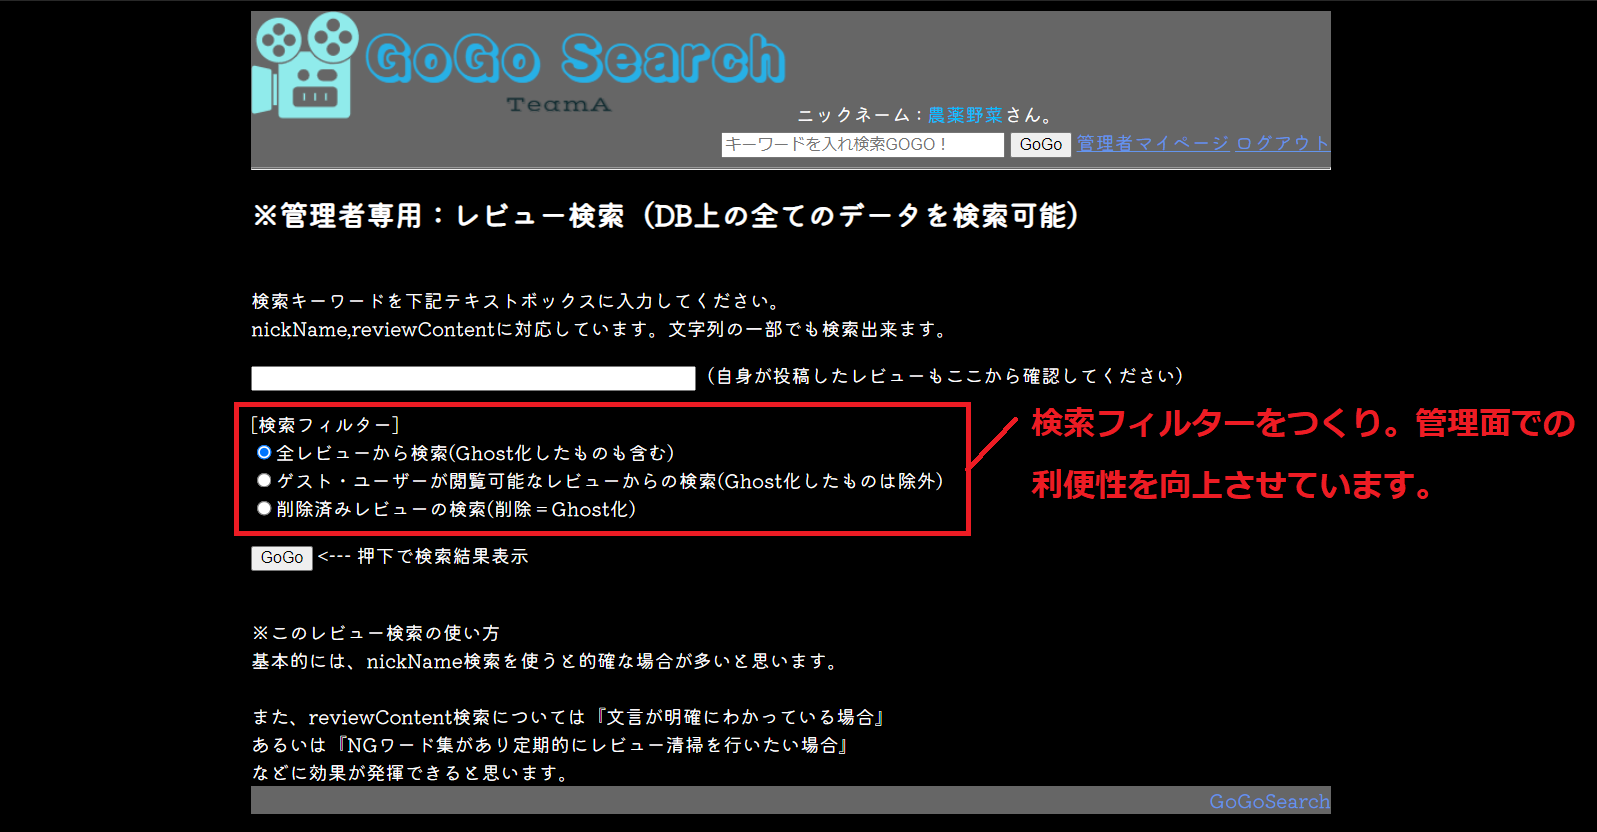 GoGo Search
TeamA
ニックネーム：農薬野菜さん。
キーワードを入れ検索GOGO！ GoGo 管理者マイページ ログアウト
※管理者専用：レビュー検索（DB上の全てのデータを検索可能）
検索キーワードを下記テキストボックスに入力してください。
nickName,reviewContentに対応しています。文字列の一部でも検索出来ます。
（自身が投稿したレビューもここから確認してください）
[検索フィルター]
全レビューから検索(Ghost化したものも含む)
ゲスト・ユーザーが閲覧可能なレビューからの検索(Ghost化したものは除外)
削除済みレビューの検索(削除＝Ghost化)
検索フィルターをつくり。管理面での
利便性を向上させています。
GoGo <--- 押下で検索結果表示
※このレビュー検索の使い方
基本的には、nickName検索を使うと的確な場合が多いと思います。
また、reviewContent検索については『文言が明確にわかっている場合』
あるいは『NGワード集があり定期的にレビュー清掃を行いたい場合』
などに効果が発揮できると思います。
GoGoSearch